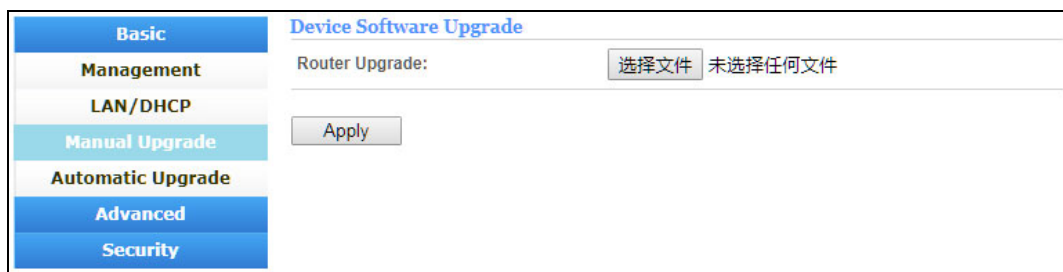 Basic
Management
LAN/DHCP
Manual Upgrade
Automatic Upgrade
Advanced
Security
Device Software Upgrade
Router Upgrade: 选择文件 未选择任何文件
Apply